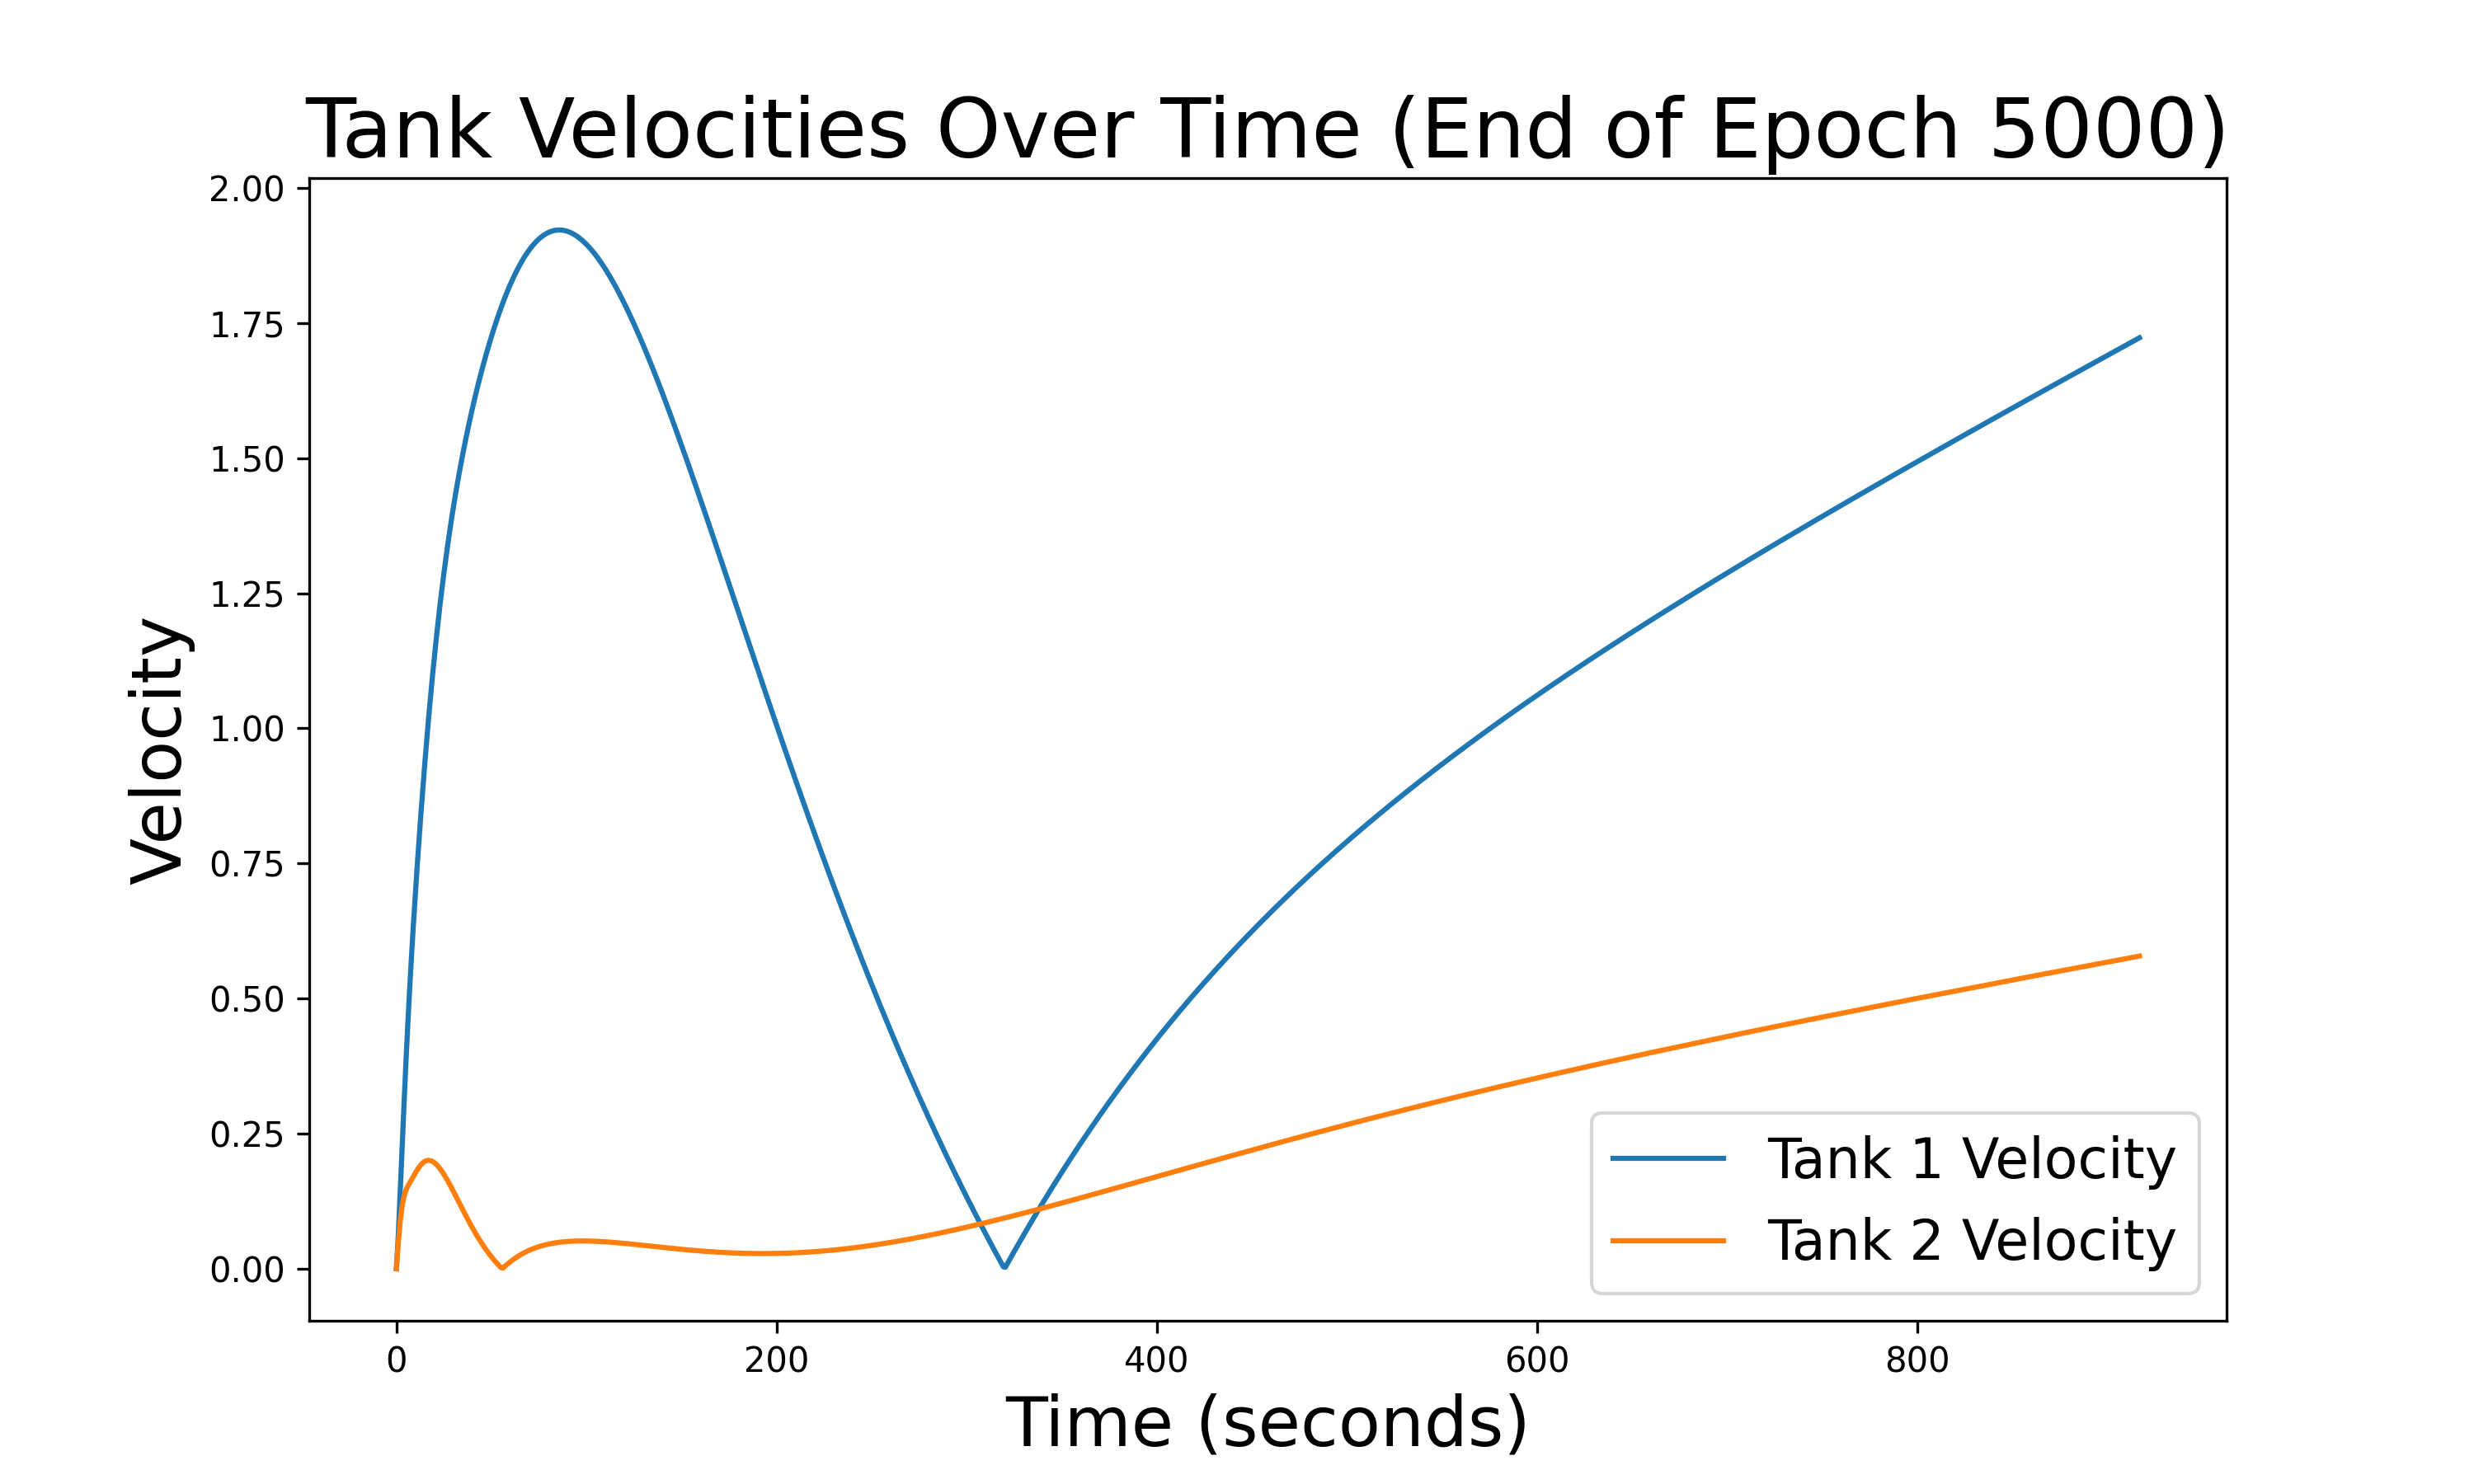 Tank Velocities Over Time (End of Epoch 5000)
2.00
1.75
1.50
1.25
1.00
0.75
0.50
0.25
0.00
Velocity
Tank 1 Velocity
Tank 2 Velocity
0 200 400 600 800
Time (seconds)